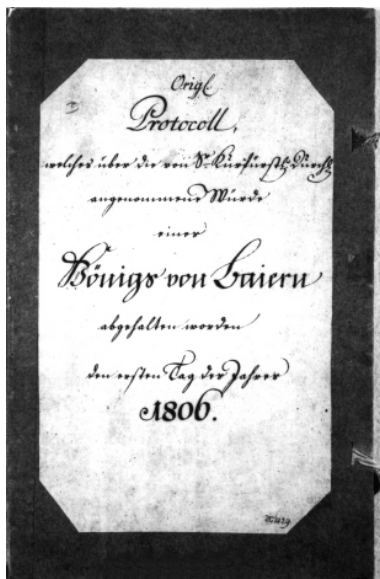 Origl.
Protocoll,
welches über die von Sr. Kurfürstl. Durchl.
angenommene Würde
eines
Königs von Baiern
abgehalten worden
den ersten Tag des Jahres
1806.